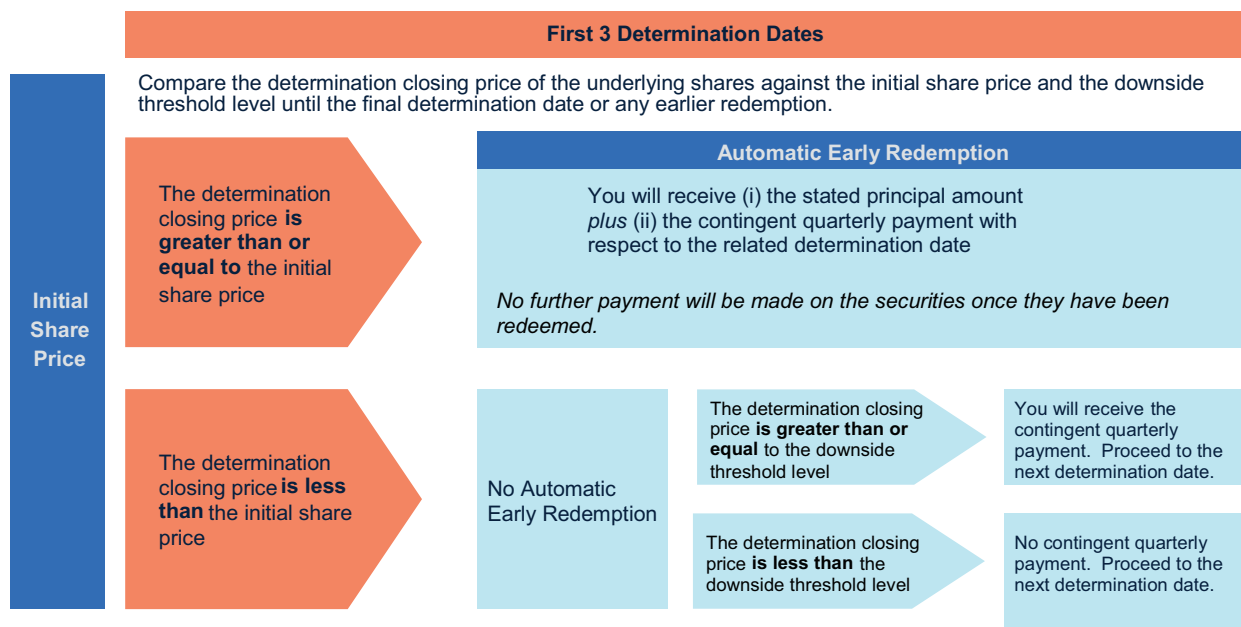 First 3 Determination Dates
Compare the determination closing price of the underlying shares against the initial share price and the downside
threshold level until the final determination date or any earlier redemption.
Initial
Share
Price
The determination
closing price is
greater than or
equal to the initial
share price
Automatic Early Redemption
You will receive (i) the stated principal amount
plus (ii) the contingent quarterly payment with
respect to the related determination date
No further payment will be made on the securities once they have been
redeemed.
The determination
closing price is less
than the initial share
price
No Automatic
Early Redemption
The determination closing
price is greater than or
equal to the downside
threshold level
You will receive the
contingent quarterly
payment. Proceed to the
next determination date.
The determination closing
price is less than the
downside threshold level
No contingent quarterly
payment. Proceed to the
next determination date.